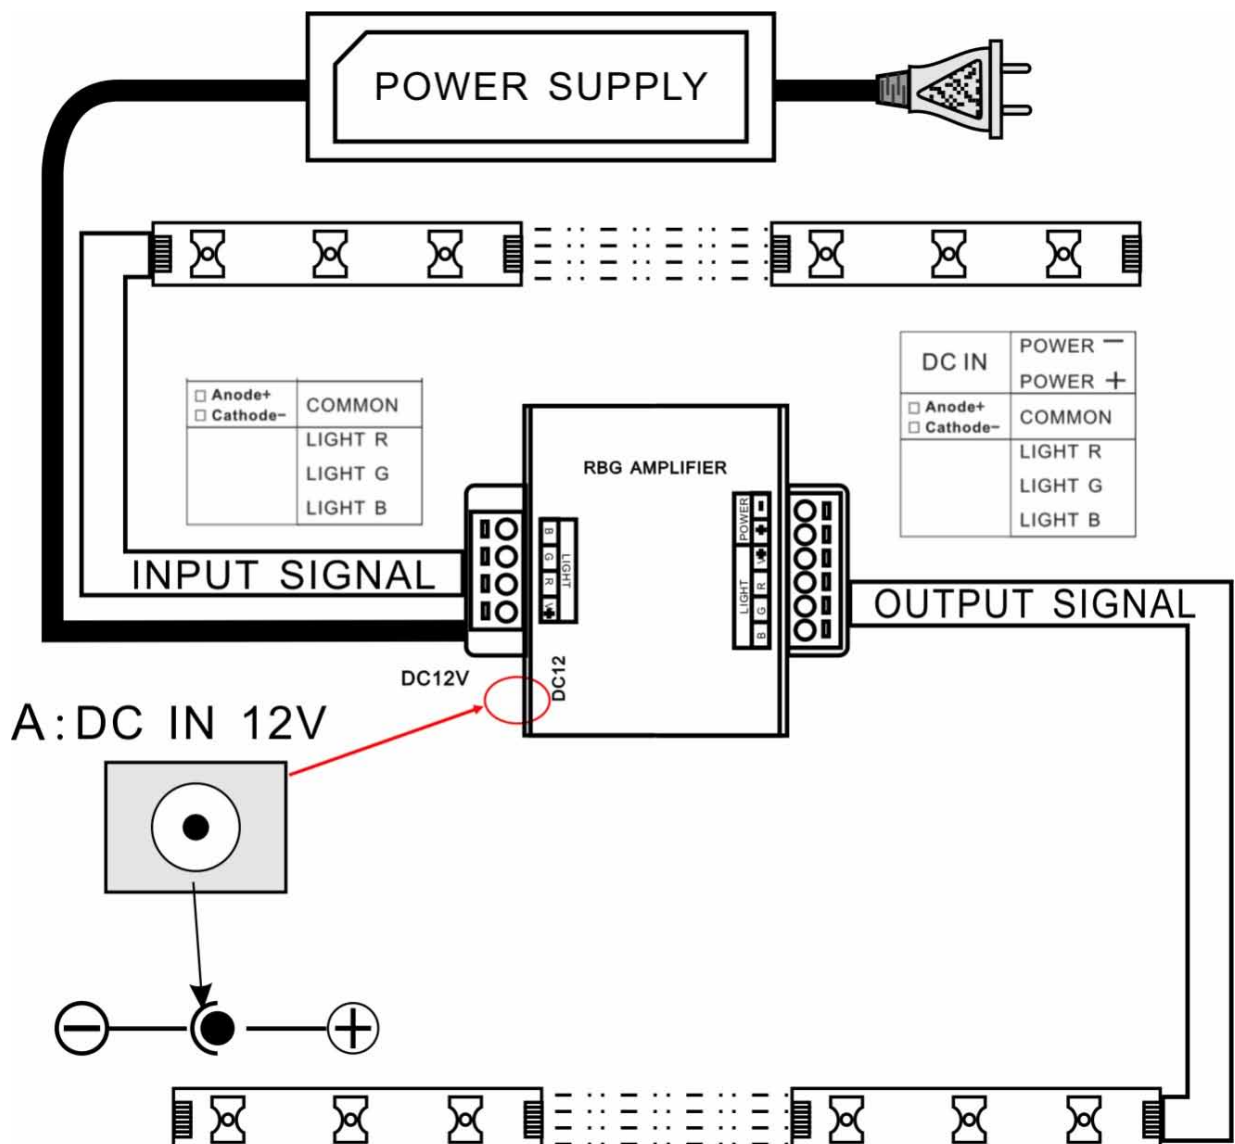 POWER SUPPLY
DC IN
POWER −
POWER +
□ Anode+
□ Cathode−
COMMON
LIGHT R
LIGHT G
LIGHT B
□ Anode+
□ Cathode−
COMMON
LIGHT R
LIGHT G
LIGHT B
RBG AMPLIFIER
B G R V+
LIGHT
POWER
- +
LIGHT
V+ R G B
INPUT SIGNAL
OUTPUT SIGNAL
DC12V
DC12
A:DC IN 12V